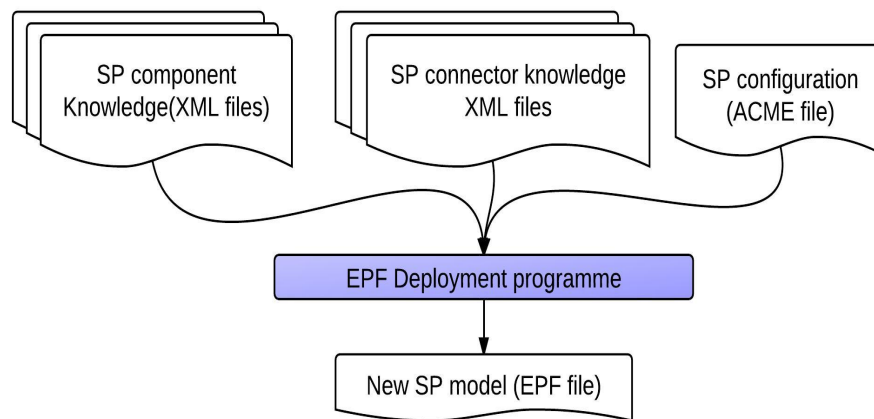 SP component
Knowledge(XML files)
SP connector knowledge
XML files
SP configuration
(ACME file)
EPF Deployment programme
New SP model (EPF file)